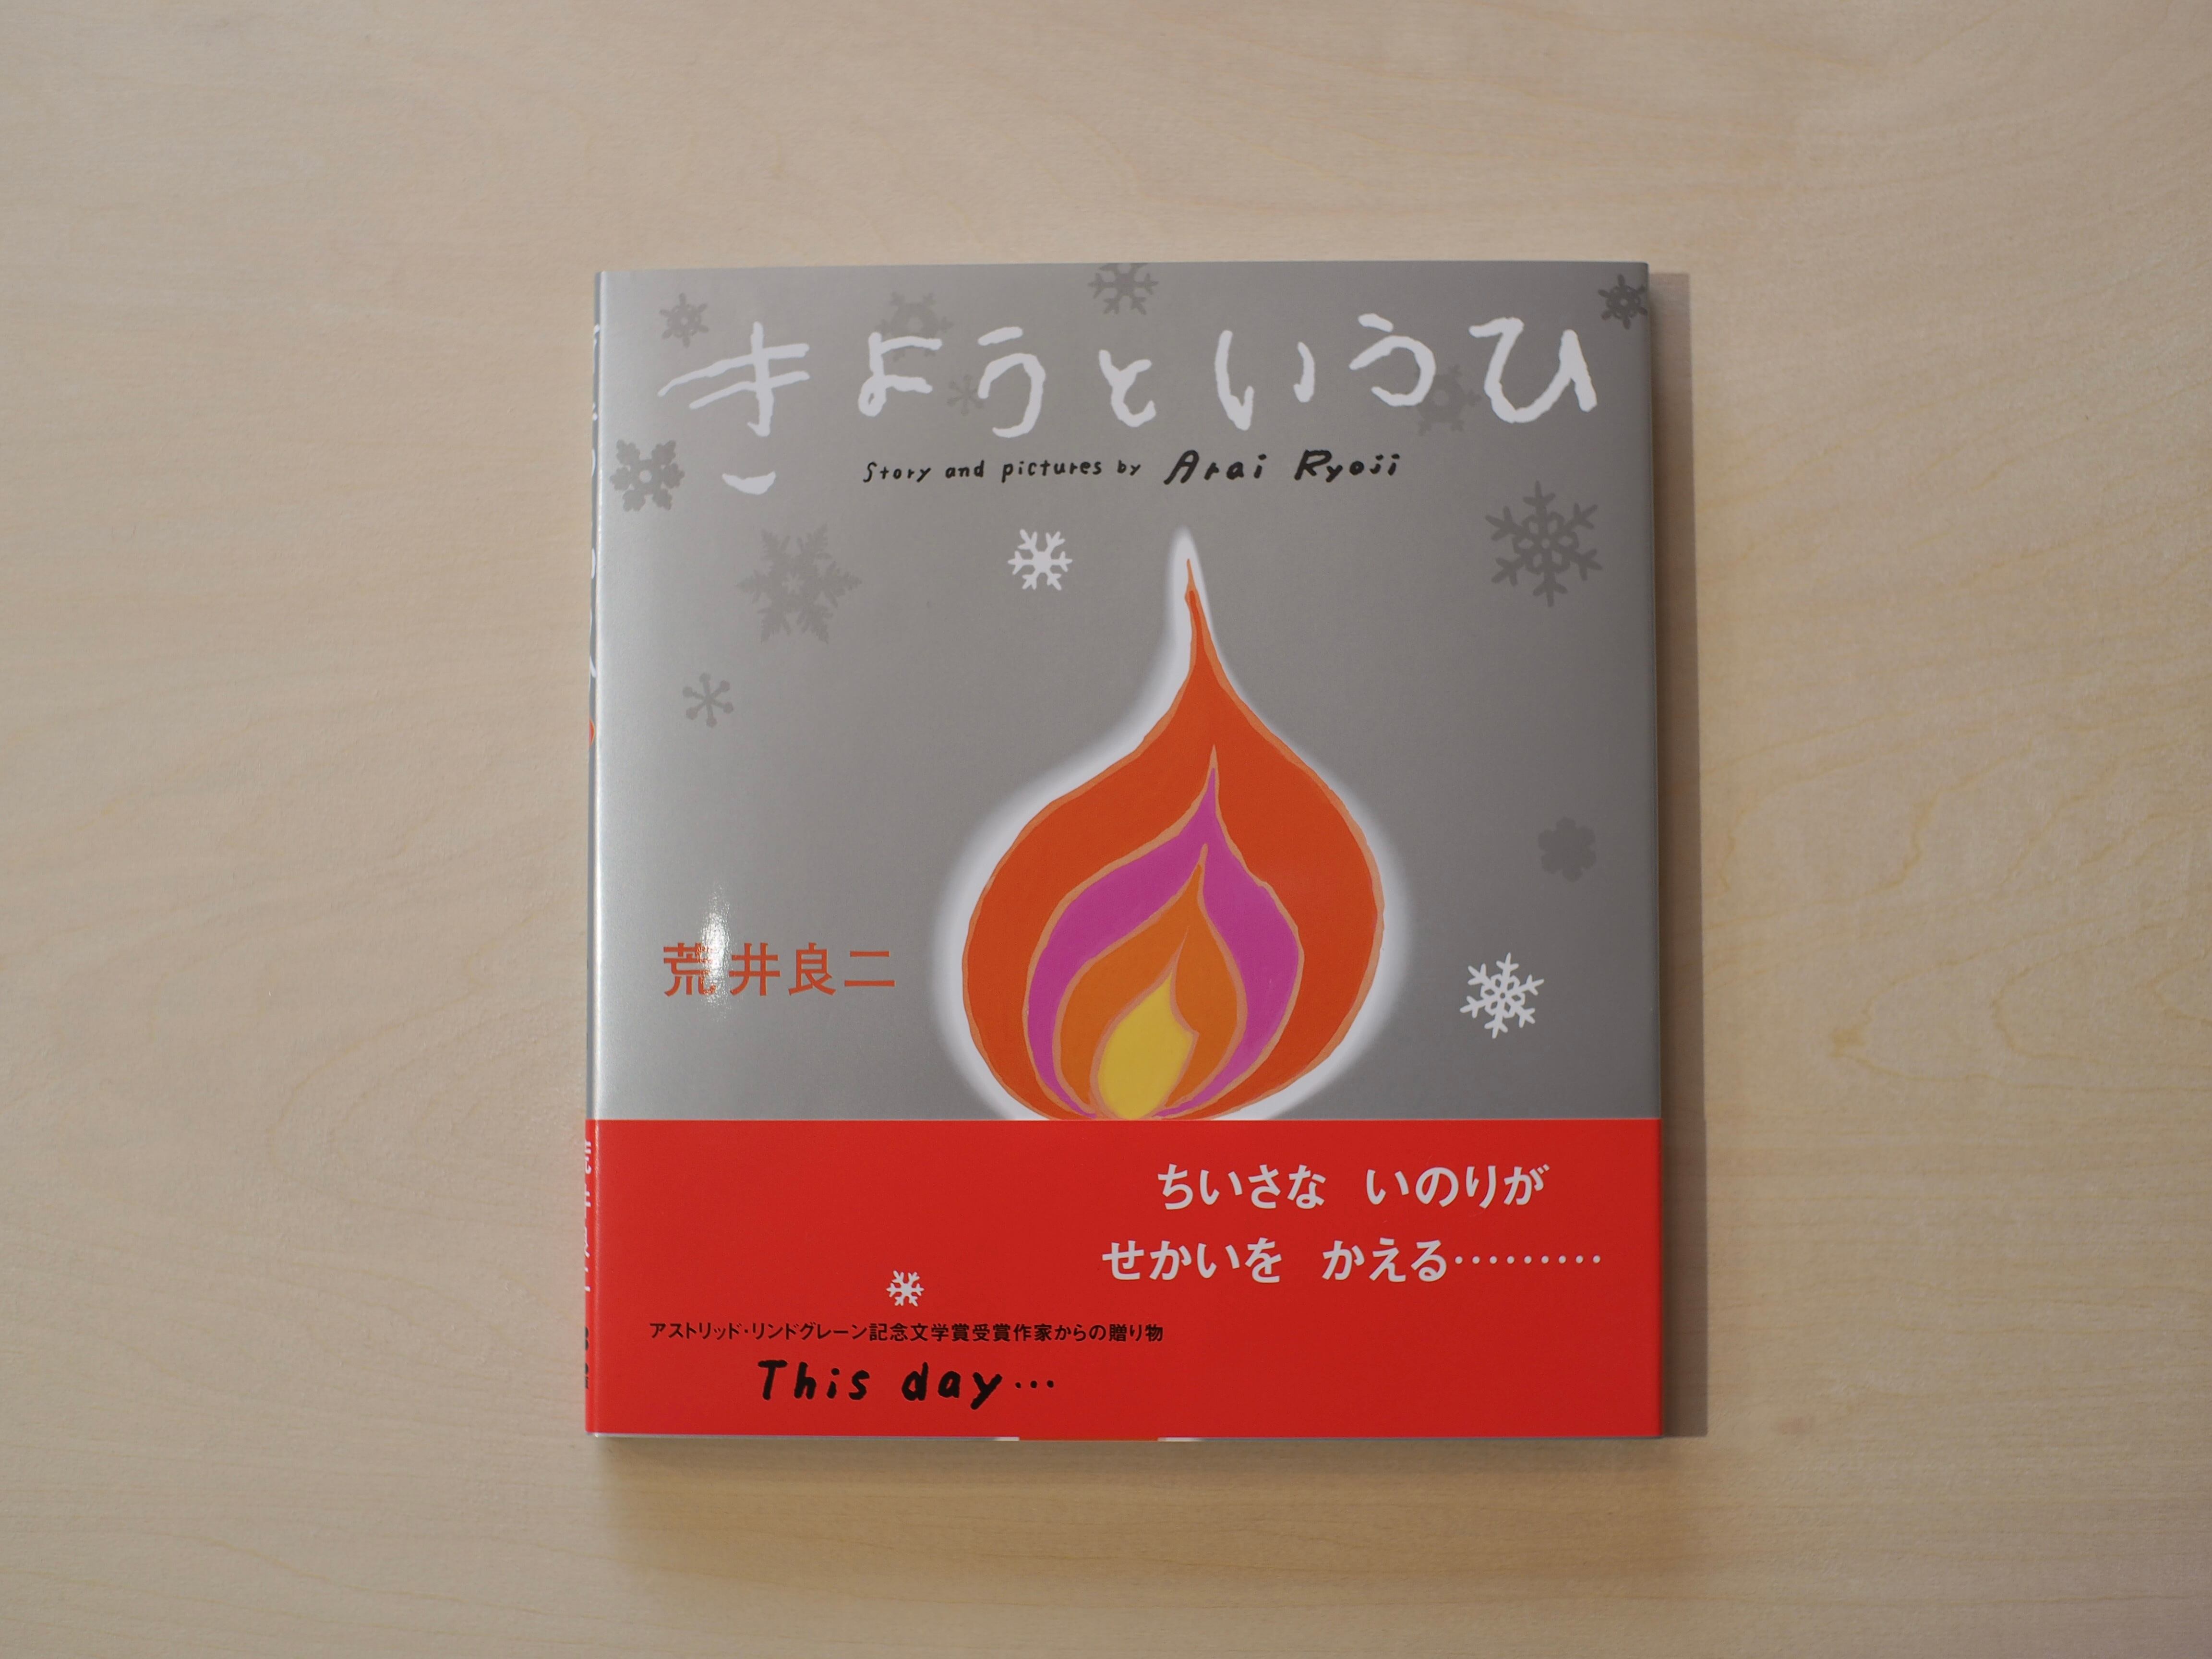 きょうというひ
Story and pictures by Arai Ryoji
荒井良二
ちいさな いのりが
せかいを かえる………
アストリッド・リンドグレーン記念文学賞受賞作家からの贈り物
This day…